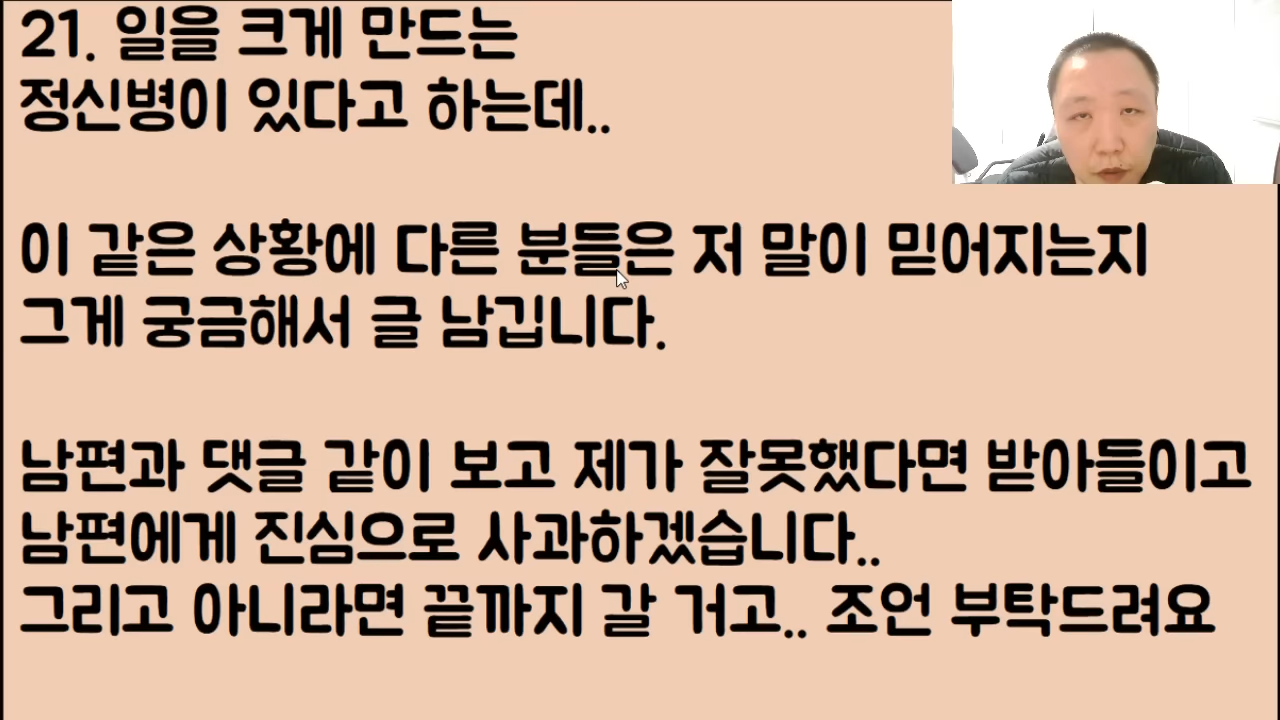 21. 일을 크게 만드는
정신병이 있다고 하는데..
이 같은 상황에 다른 분들은 저 말이 믿어지는지
그게 궁금해서 글 남깁니다.
남편과 댓글 같이 보고 제가 잘못했다면 받아들이고
남편에게 진심으로 사과하겠습니다..
그리고 아니라면 끝까지 갈 거고.. 조언 부탁드려요